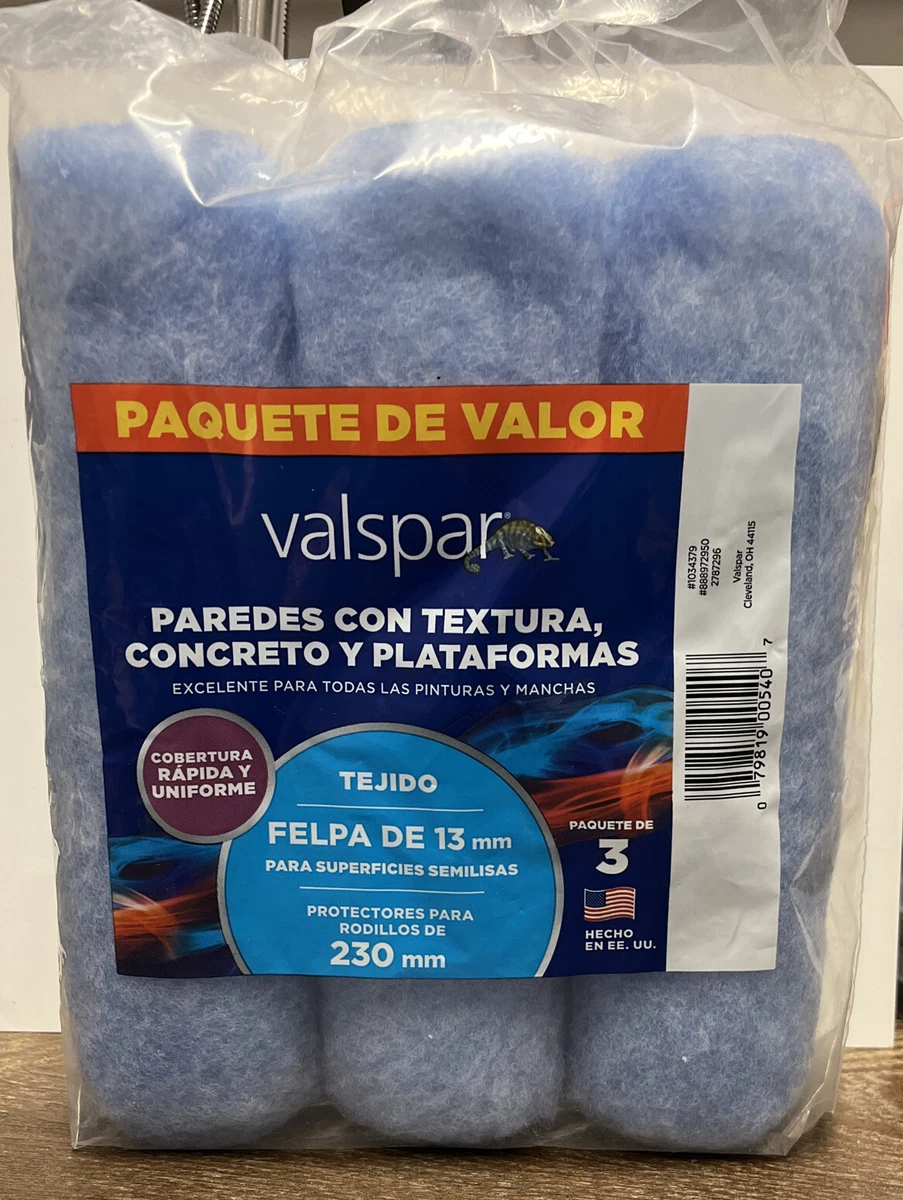 PAQUETE DE VALOR
valspar®
PAREDES CON TEXTURA,
CONCRETO Y PLATAFORMAS
EXCELENTE PARA TODAS LAS PINTURAS Y MANCHAS
COBERTURA
RÁPIDA Y
UNIFORME
TEJIDO
FELPA DE 13 mm
PARA SUPERFICIES SEMILISAS
PROTECTORES PARA
RODILLOS DE
230 mm
PAQUETE DE
3
HECHO
EN EE. UU.
#1034379
#888972950
2787296
Valspar
Cleveland, OH 44115
0 79819 00540 7